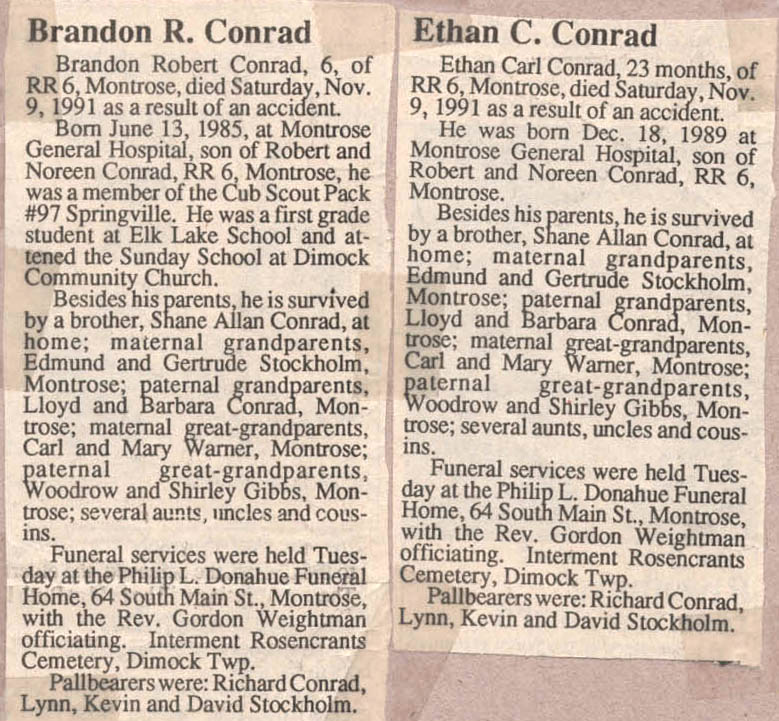 Brandon R. Conrad
Brandon Robert Conrad, 6, of
RR 6, Montrose, died Saturday, Nov.
9, 1991 as a result of an accident.
Born June 13, 1985, at Montrose
General Hospital, son of Robert and
Noreen Conrad, RR 6, Montrose, he
was a member of the Cub Scout Pack
#97 Springville. He was a first grade
student at Elk Lake School and at-
tened the Sunday School at Dimock
Community Church.
Besides his parents, he is survived
by a brother, Shane Allan Conrad, at
home; maternal grandparents,
Edmund and Gertrude Stockholm,
Montrose; paternal grandparents,
Lloyd and Barbara Conrad, Mon-
trose; maternal great-grandparents,
Carl and Mary Warner, Montrose;
paternal great-grandparents,
Woodrow and Shirley Gibbs, Mon-
trose; several aunts, uncles and cous-
ins.
Funeral services were held Tues-
day at the Philip L. Donahue Funeral
Home, 64 South Main St., Montrose,
with the Rev. Gordon Weightman
officiating. Interment Rosencrants
Cemetery, Dimock Twp.
Pallbearers were: Richard Conrad,
Lynn, Kevin and David Stockholm.
Ethan C. Conrad
Ethan Carl Conrad, 23 months, of
RR 6, Montrose, died Saturday, Nov.
9, 1991 as a result of an accident.
He was born Dec. 18, 1989 at
Montrose General Hospital, son of
Robert and Noreen Conrad, RR 6,
Montrose.
Besides his parents, he is survived
by a brother, Shane Allan Conrad, at
home; maternal grandparents,
Edmund and Gertrude Stockholm,
Montrose; paternal grandparents,
Lloyd and Barbara Conrad, Mon-
trose; maternal great-grandparents,
Carl and Mary Warner, Montrose;
paternal great-grandparents,
Woodrow and Shirley Gibbs, Mon-
trose; several aunts, uncles and cous-
ins.
Funeral services were held Tues-
day at the Philip L. Donahue Funeral
Home, 64 South Main St., Montrose,
with the Rev. Gordon Weightman
officiating. Interment Rosencrants
Cemetery, Dimock Twp.
Pallbearers were: Richard Conrad,
Lynn, Kevin and David Stockholm.